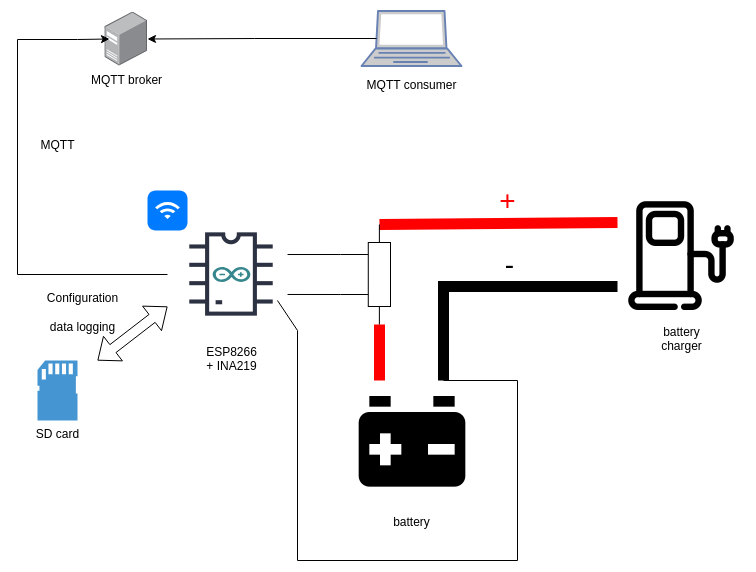 MQTT broker
MQTT consumer
MQTT
+
-
Configuration
data logging
ESP8266
+ INA219
battery
charger
SD card
battery